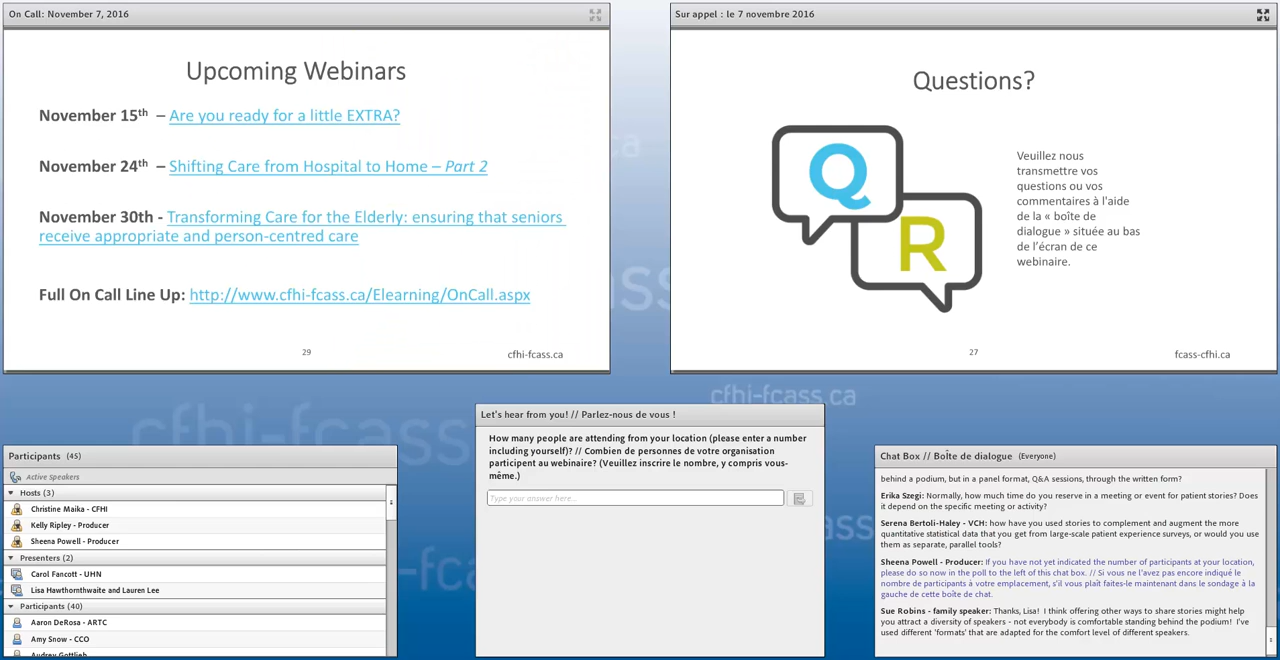 On Call: November 7, 2016
Upcoming Webinars
November 15th – Are you ready for a little EXTRA?
November 24th – Shifting Care from Hospital to Home – Part 2
November 30th - Transforming Care for the Elderly: ensuring that seniors
receive appropriate and person-centred care
Full On Call Line Up: http://www.cfhi-fcass.ca/Elearning/OnCall.aspx
29
cfhi-fcass.ca
Sur appel : le 7 novembre 2016
Questions?
Q
R
Veuillez nous
transmettre vos
questions ou vos
commentaires à l'aide
de la « boîte de
dialogue » située au bas
de l'écran de ce
webinaire.
27
fcass-cfhi.ca
cfhi-fcass.ca
cfhi-fcass
Participants (45)
Active Speakers
Hosts (3)
Christine Maika - CFHI
Kelly Ripley - Producer
Sheena Powell - Producer
Presenters (2)
Carol Fancott - UHN
Lisa Hawthornthwaite and Lauren Lee
Participants (40)
Aaron DeRosa - ARTC
Amy Snow - CCO
Audrey Gottlieb
Let's hear from you! // Parlez-nous de vous !
How many people are attending from your location (please enter a number
including yourself)? // Combien de personnes de votre organisation
participent au webinaire? (Veuillez inscrire le nombre, y compris vous-
même.)
Type your answer here...
Chat Box // Boîte de dialogue (Everyone)
behind a podium, but in a panel format, Q&A sessions, through the written form?
Erika Szegi: Normally, how much time do you reserve in a meeting or event for patient stories? Does
it depend on the specific meeting or activity?
Serena Bertoli-Haley - VCH: how have you used stories to complement and augment the more
quantitative statistical data that you get from large-scale patient experience surveys, or would you use
them as separate, parallel tools?
Sheena Powell - Producer: If you have not yet indicated the number of participants at your location,
please do so now in the poll to the left of this chat box. // Si vous ne l'avez pas encore indiqué le
nombre de participants à votre emplacement, s'il vous plaît faites-le maintenant dans le sondage à la
gauche de cette boîte de chat.
Sue Robins - family speaker: Thanks, Lisa! I think offering other ways to share stories might help
you attract a diversity of speakers - not everybody is comfortable standing behind the podium! I've
used different 'formats' that are adapted for the comfort level of different speakers.